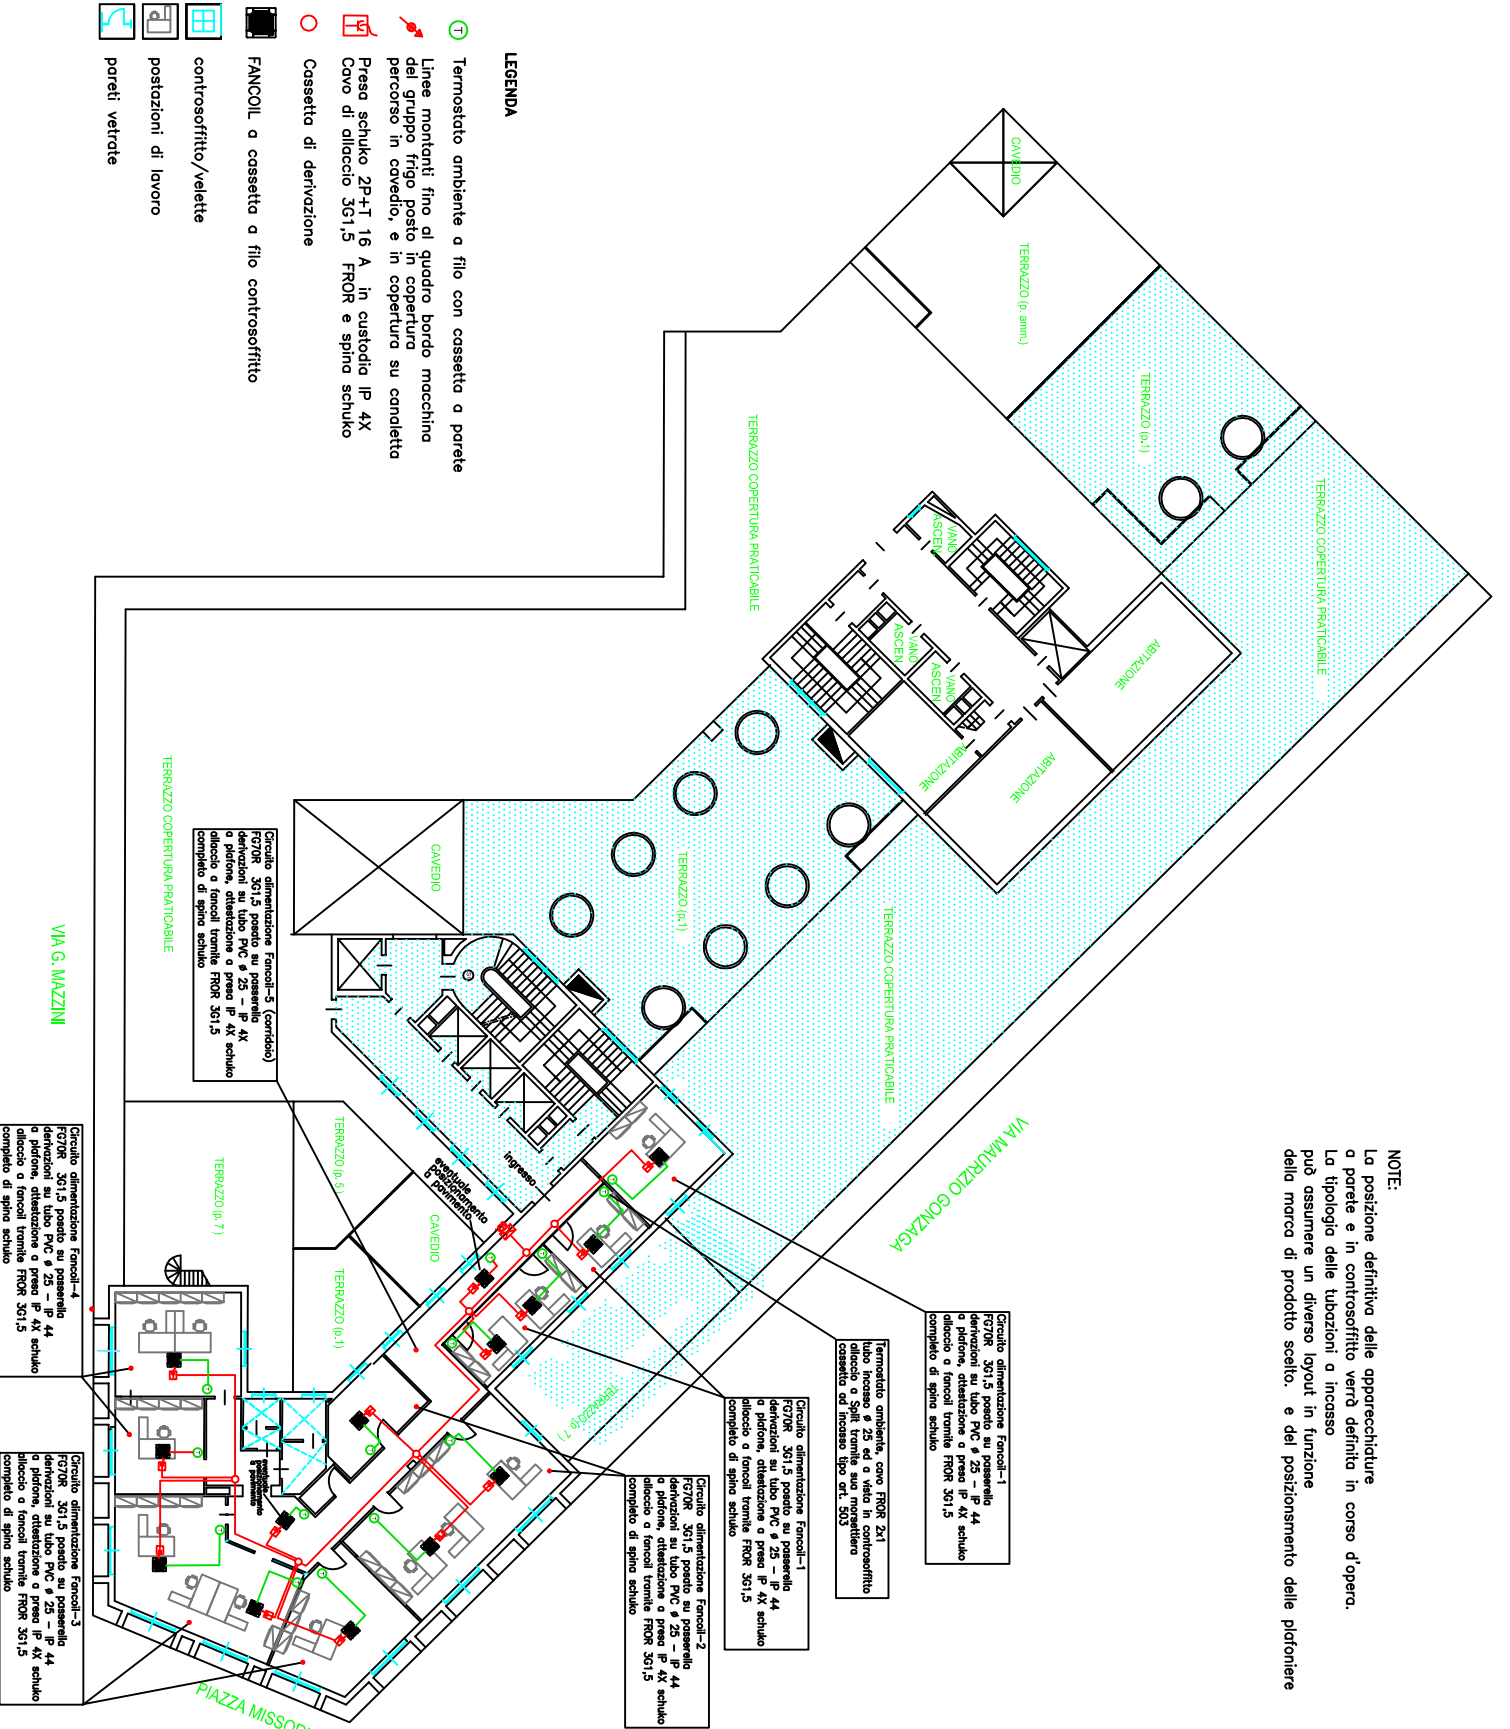 LEGENDA
Termostato ambiente a filo con cassetta a parete
Linee montanti fino al quadro bordo macchina
del gruppo frigo posto in copertura
percorso in cavedio, e in copertura su canaletta
Presa schuko 2P+T 16 A in custodia IP 4X
Cavo di allaccio 3G1,5 FROR e spina schuko
Cassetta di derivazione
FANCOIL a cassetta a filo controsoffitto
controsoffitto/velette
postazioni di lavoro
pareti vetrate
NOTE:
La posizione definitiva delle apparecchiature
a parete e in controsoffitto verrà definita in corso d'opera.
La tipologia delle tubazioni a incasso
può assumere un diverso layout in funzione
della marca di prodotto scelto. e del posizionsmento delle plafoniere
CAVEDIO
TERRAZZO (p. amm.)
TERRAZZO (p.1)
TERRAZZO COPERTURA PRATICABILE
TERRAZZO COPERTURA PRATICABILE
VANO
ASCEN
VANO
ASCEN
VANO
ASCEN
ABITAZIONE
ABITAZIONE
ABITAZIONE
TERRAZZO (p.1)
TERRAZZO COPERTURA PRATICABILE
CAVEDIO
TERRAZZO COPERTURA PRATICABILE
VIA G. MAZZINI
VIA MAURIZIO GONZAGA
Circuito alimentazione Fancoil-5 (corridoio)
FG7OR 3G1,5 posato su passerella
derivazioni su tubo PVC ø 25 - IP 4X
a plafone, attestazione a presa IP 4X schuko
allaccio a fancoil tramite FROR 3G1,5
completo di spina schuko
TERRAZZO (p. 5)
TERRAZZO (p. 7)
CAVEDIO
TERRAZZO (p.1)
ingresso
eventuale
posizionamento
a pavimento
TERRAZZO (p.7)
eventuale
posizionamento
a pavimento
Circuito alimentazione Fancoil-1
FG7OR 3G1,5 posato su passerella
derivazioni su tubo PVC ø 25 - IP 44
a plafone, attestazione a presa IP 4X schuko
allaccio a fancoil tramite FROR 3G1,5
completo di spina schuko
Termostato ambiente, cavo FROR 2x1
tubo incasso ø 25 ed a vista in controsoffitto
allaccio a Split tramite sua morsettiera
cassetta ad incasso tipo art. 503
Circuito alimentazione Fancoil-1
FG7OR 3G1,5 posato su passerella
derivazioni su tubo PVC ø 25 - IP 44
a plafone, attestazione a presa IP 4X schuko
allaccio a fancoil tramite FROR 3G1,5
completo di spina schuko
Circuito alimentazione Fancoil-2
FG7OR 3G1,5 posato su passerella
derivazioni su tubo PVC ø 25 - IP 44
a plafone, attestazione a presa IP 4X schuko
allaccio a fancoil tramite FROR 3G1,5
completo di spina schuko
Circuito alimentazione Fancoil-4
FG7OR 3G1,5 posato su passerella
derivazioni su tubo PVC ø 25 - IP 44
a plafone, attestazione a presa IP 4X schuko
allaccio a fancoil tramite FROR 3G1,5
completo di spina schuko
Circuito alimentazione Fancoil-3
FG7OR 3G1,5 posato su passerella
derivazioni su tubo PVC ø 25 - IP 44
a plafone, attestazione a presa IP 4X schuko
allaccio a fancoil tramite FROR 3G1,5
completo di spina schuko
PIAZZA MISSORI